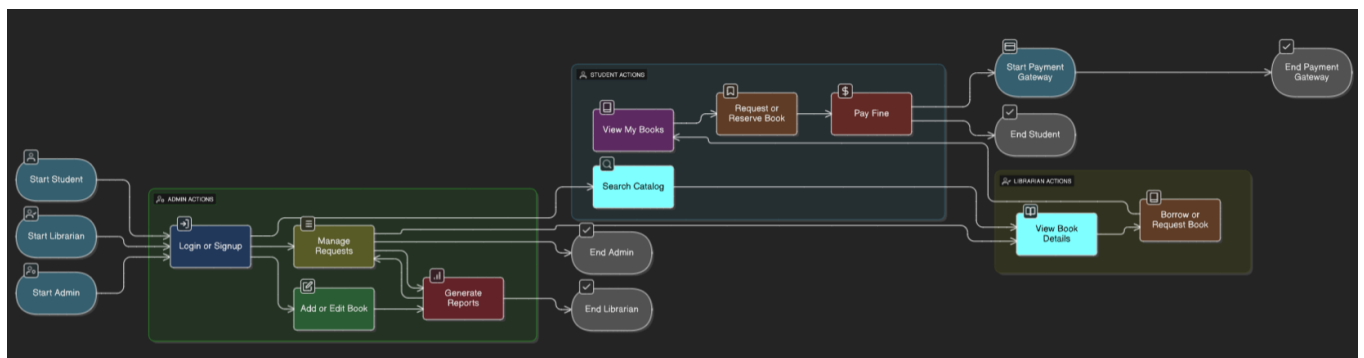 STUDENT ACTIONS
Start Payment
Gateway
End Payment
Gateway
View My Books
Request or
Reserve Book
Pay Fine
End Student
Start Student
Search Catalog
LIBRARIAN ACTIONS
ADMIN ACTIONS
Start Librarian
Login or Signup
Manage
Requests
View Book
Details
Borrow or
Request Book
End Admin
Start Admin
Add or Edit Book
Generate
Reports
End Librarian